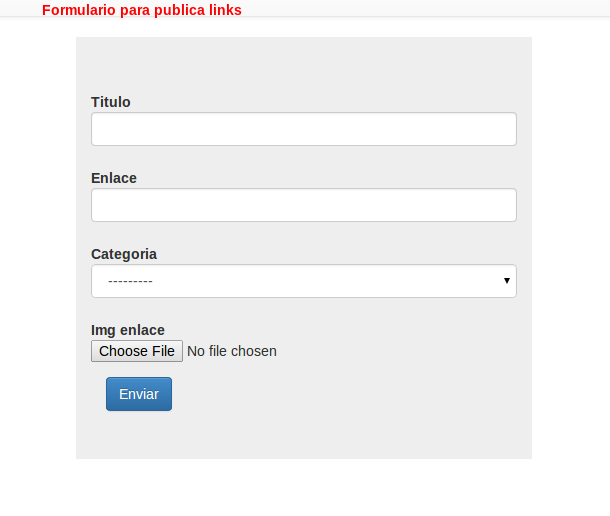 Formulario para publica links
Titulo
Enlace
Categoria
---------
Img enlace
Choose File No file chosen
Enviar